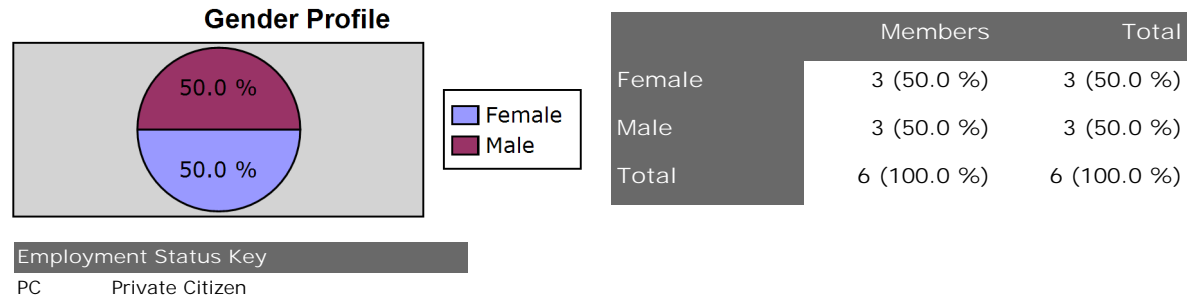 Gender Profile
50.0 %
50.0 %
Female
Male
Members Total
Female 3 (50.0 %) 3 (50.0 %)
Male 3 (50.0 %) 3 (50.0 %)
Total 6 (100.0 %) 6 (100.0 %)
Employment Status Key
PC Private Citizen